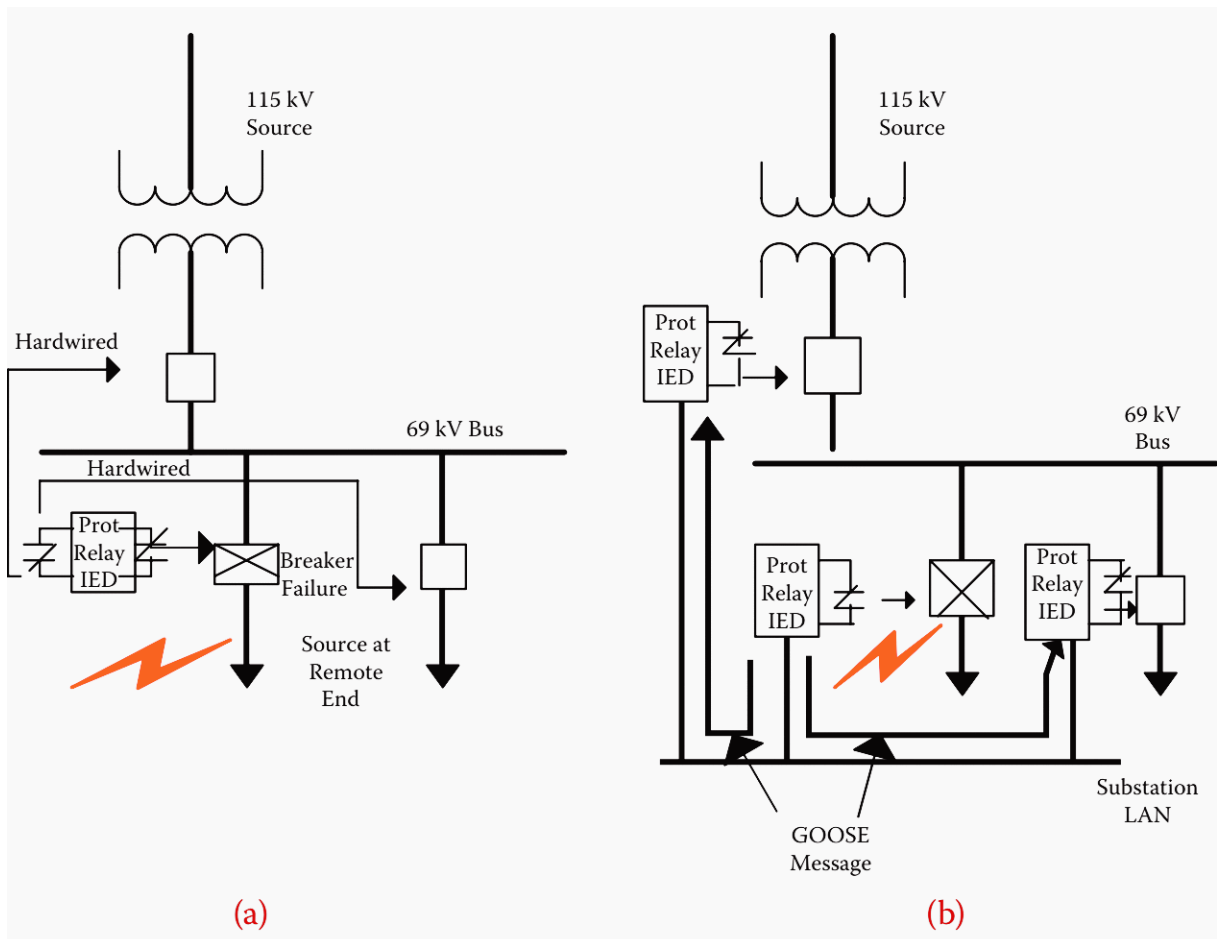 115 kV
Source
Hardwired
69 kV Bus
Hardwired
Prot
Relay
IED
Breaker
Failure
Source at
Remote
End
(a)
115 kV
Source
Prot
Relay
IED
69 kV
Bus
Prot
Relay
IED
Prot
Relay
IED
Substation
LAN
GOOSE
Message
(b)